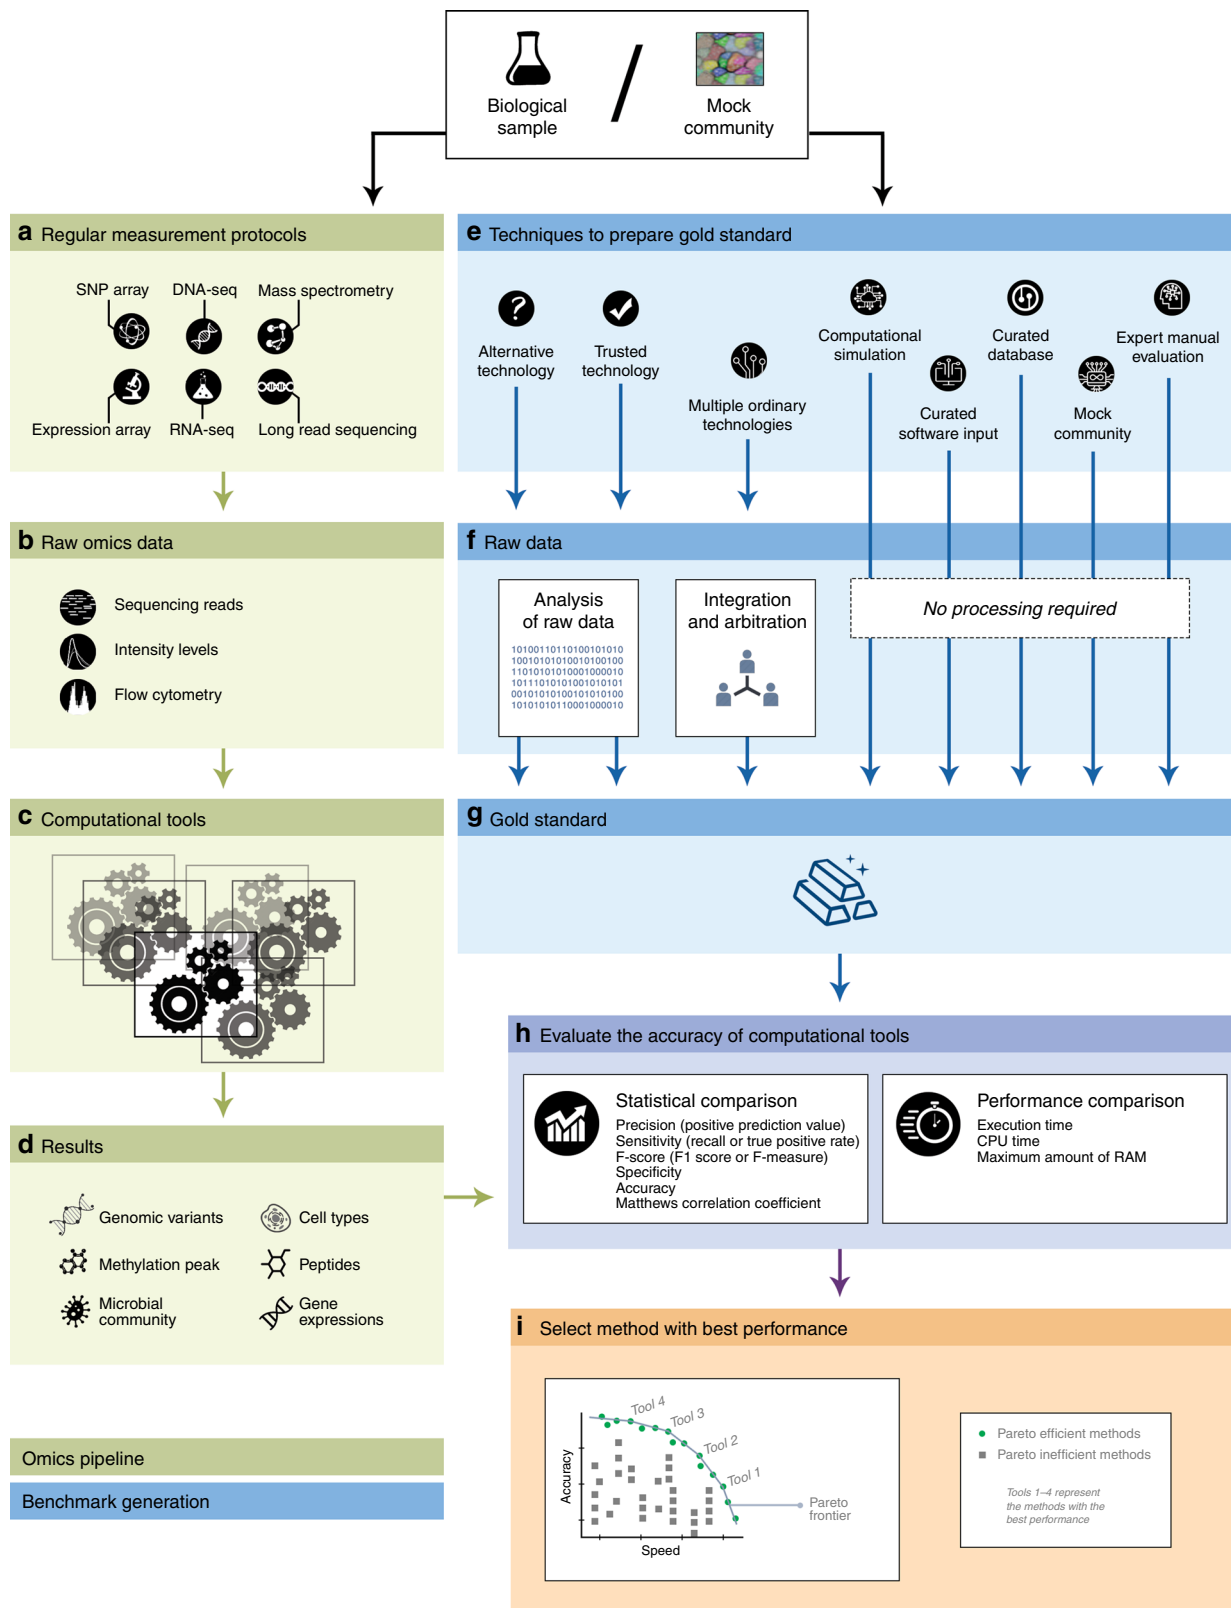 Biological
sample
Mock
community
a Regular measurement protocols
SNP array
DNA-seq
Mass spectrometry
Expression array
RNA-seq
Long read sequencing
b Raw omics data
Sequencing reads
Intensity levels
Flow cytometry
c Computational tools
d Results
Genomic variants
Cell types
Methylation peak
Peptides
Microbial
community
Gene
expressions
Omics pipeline
Benchmark generation
e Techniques to prepare gold standard
?
Alternative
technology
Trusted
technology
Multiple ordinary
technologies
Computational
simulation
Curated
software input
Curated
database
Mock
community
Expert manual
evaluation
f Raw data
Analysis
of raw data
10100110110100101010
10010101010010100100
11010101010001000010
10111010101001010101
00101010100101010100
10101010110001000010
Integration
and arbitration
No processing required
g Gold standard
h Evaluate the accuracy of computational tools
Statistical comparison
Precision (positive prediction value)
Sensitivity (recall or true positive rate)
F-score (F1 score or F-measure)
Specificity
Accuracy
Matthews correlation coefficient
Performance comparison
Execution time
CPU time
Maximum amount of RAM
i Select method with best performance
Accuracy
Speed
Tool 4
Tool 3
Tool 2
Tool 1
Pareto
frontier
Pareto efficient methods
Pareto inefficient methods
Tools 1–4 represent
the methods with the
best performance